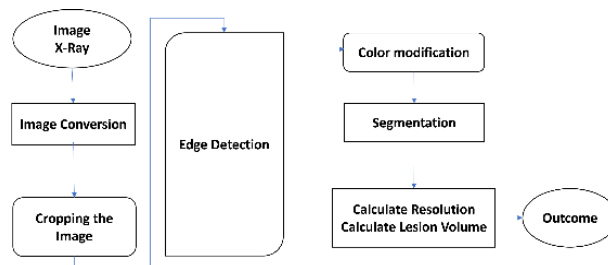 Image
X-Ray
Image Conversion
Cropping the
Image
Edge Detection
Color modification
Segmentation
Calculate Resolution
Calculate Lesion Volume
Outcome